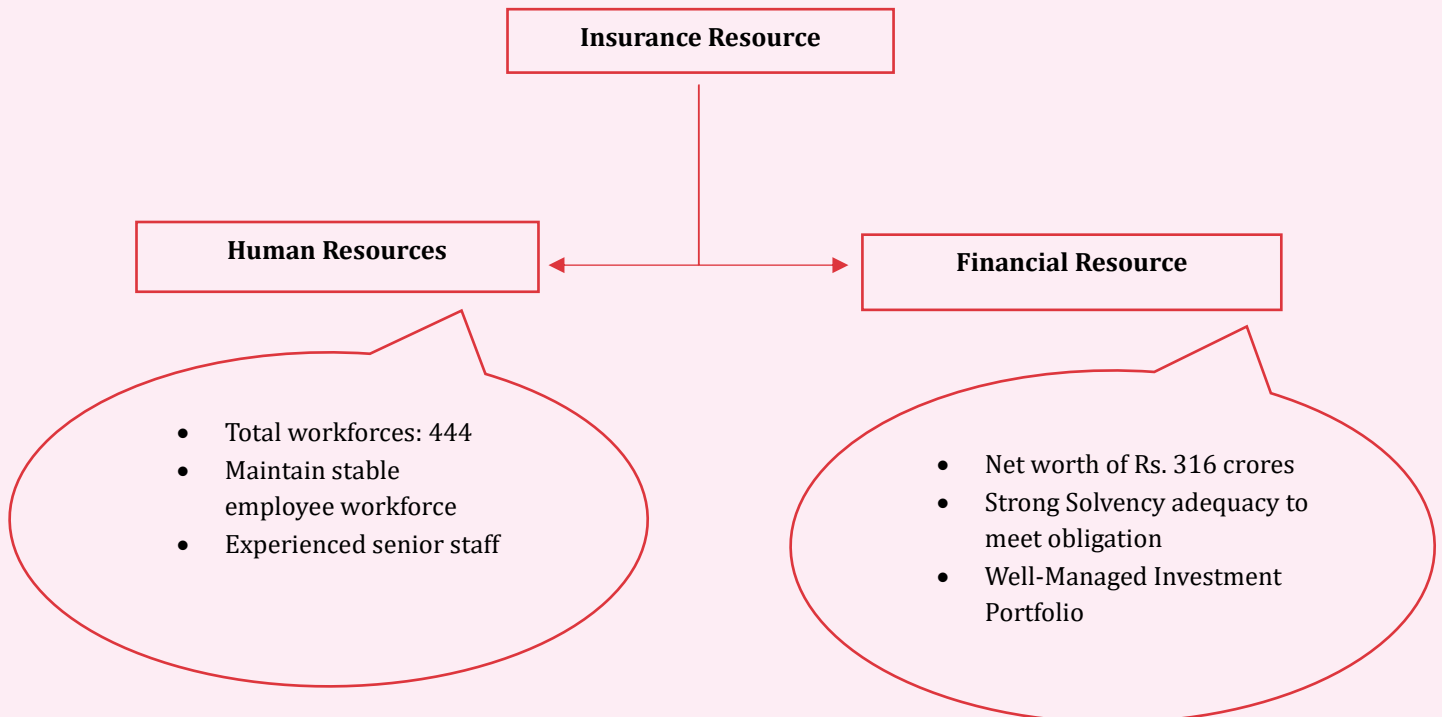 Insurance Resource
Human Resources
Financial Resource
• Total workforces: 444
• Maintain stable
employee workforce
• Experienced senior staff
• Net worth of Rs. 316 crores
• Strong Solvency adequacy to
meet obligation
• Well-Managed Investment
Portfolio